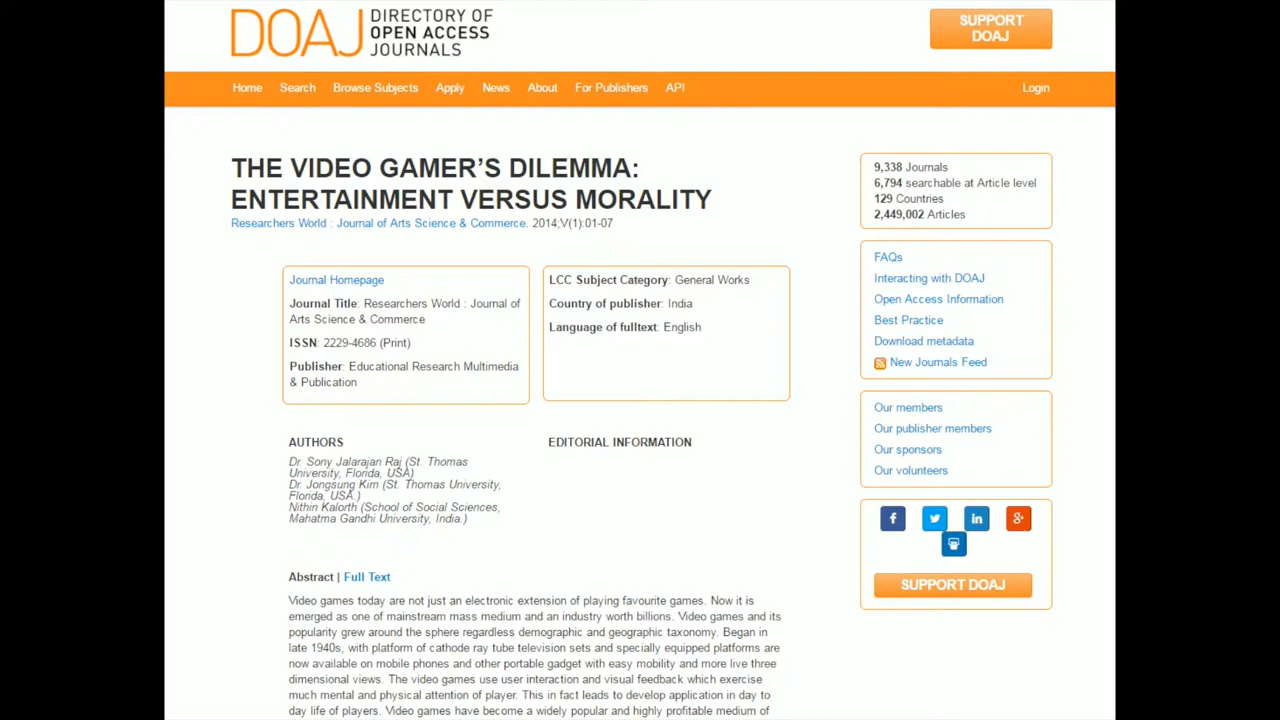 DOAJ
DIRECTORY OF
OPEN ACCESS
JOURNALS
SUPPORT
DOAJ
Home Search Browse Subjects Apply News About For Publishers API Login
THE VIDEO GAMER'S DILEMMA:
ENTERTAINMENT VERSUS MORALITY
Researchers World : Journal of Arts Science & Commerce. 2014;V(1):01-07
Journal Homepage
Journal Title: Researchers World : Journal of
Arts Science & Commerce
ISSN: 2229-4686 (Print)
Publisher: Educational Research Multimedia
& Publication
LCC Subject Category: General Works
Country of publisher: India
Language of fulltext: English
AUTHORS
Dr. Sony Jalarajan Raj (St. Thomas
University, Florida, USA)
Dr. Jongsung Kim (St. Thomas University,
Florida, USA.)
Nithin Kalorth (School of Social Sciences,
Mahatma Gandhi University, India.)
EDITORIAL INFORMATION
Abstract | Full Text
Video games today are not just an electronic extension of playing favourite games. Now it is
emerged as one of mainstream mass medium and an industry worth billions. Video games and its
popularity grew around the sphere regardless demographic and geographic taxonomy. Began in
late 1940s, with platform of cathode ray tube television sets and specially equipped platforms are
now available on mobile phones and other portable gadget with easy mobility and more live three
dimensional views. The video games use user interaction and visual feedback which exercise
much mental and physical attention of player. This in fact leads to develop application in day to
day life of players. Video games have become a widely popular and highly profitable medium of
9,338 Journals
6,794 searchable at Article level
129 Countries
2,449,002 Articles
FAQs
Interacting with DOAJ
Open Access Information
Best Practice
Download metadata
New Journals Feed
Our members
Our publisher members
Our sponsors
Our volunteers
SUPPORT DOAJ